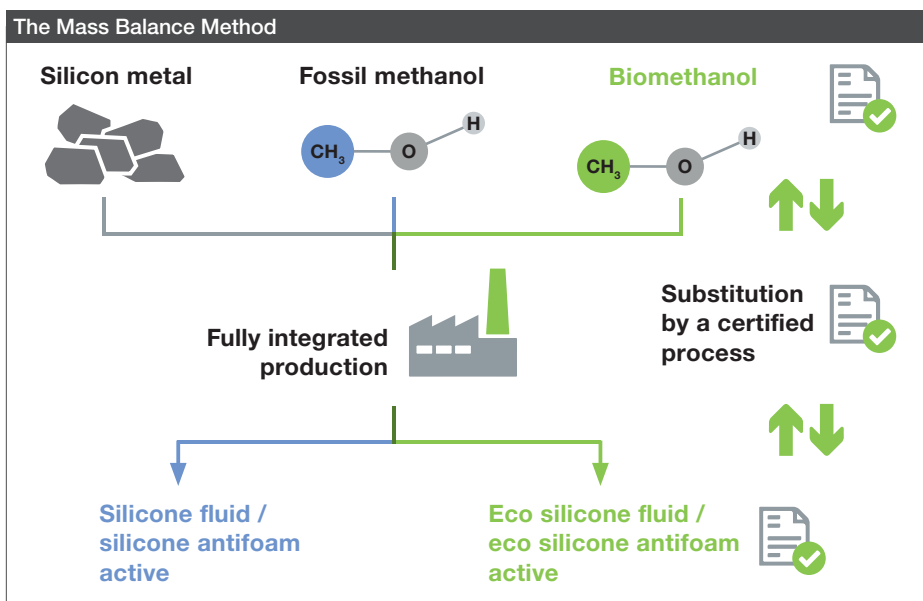 The Mass Balance Method
Silicon metal
Fossil methanol
Biomethanol
CH₃
O
H
CH₃
O
H
Fully integrated
production
Substitution
by a certified
process
Silicone fluid /
silicone antifoam
active
Eco silicone fluid /
eco silicone antifoam
active